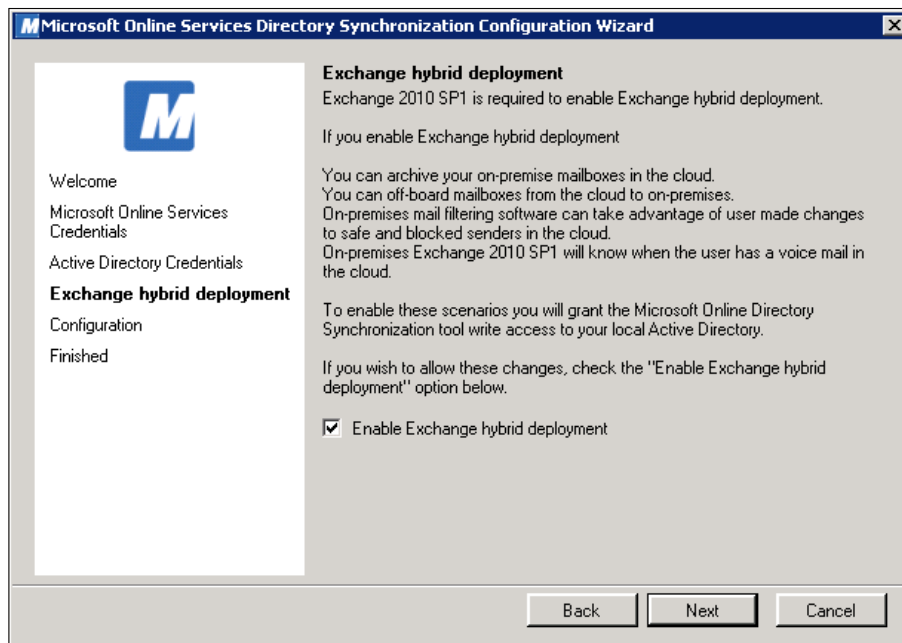 M Microsoft Online Services Directory Synchronization Configuration Wizard
M
Welcome
Microsoft Online Services
Credentials
Active Directory Credentials
Exchange hybrid deployment
Configuration
Finished
Exchange hybrid deployment
Exchange 2010 SP1 is required to enable Exchange hybrid deployment.
If you enable Exchange hybrid deployment
You can archive your on-premise mailboxes in the cloud.
You can off-board mailboxes from the cloud to on-premises.
On-premises mail filtering software can take advantage of user made changes
to safe and blocked senders in the cloud.
On-premises Exchange 2010 SP1 will know when the user has a voice mail in
the cloud.
To enable these scenarios you will grant the Microsoft Online Directory
Synchronization tool write access to your local Active Directory.
If you wish to allow these changes, check the "Enable Exchange hybrid
deployment" option below.
Enable Exchange hybrid deployment
Back
Next
Cancel